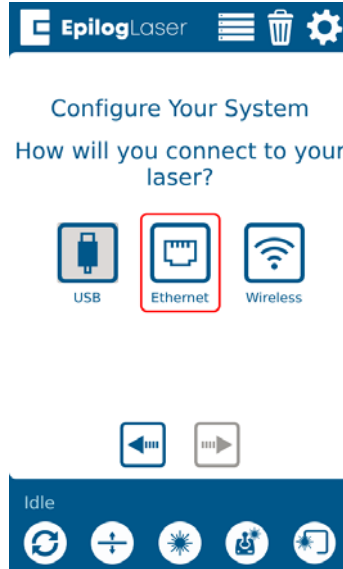 EpilogLaser
Configure Your System
How will you connect to your
laser?
USB
Ethernet
Wireless
Idle